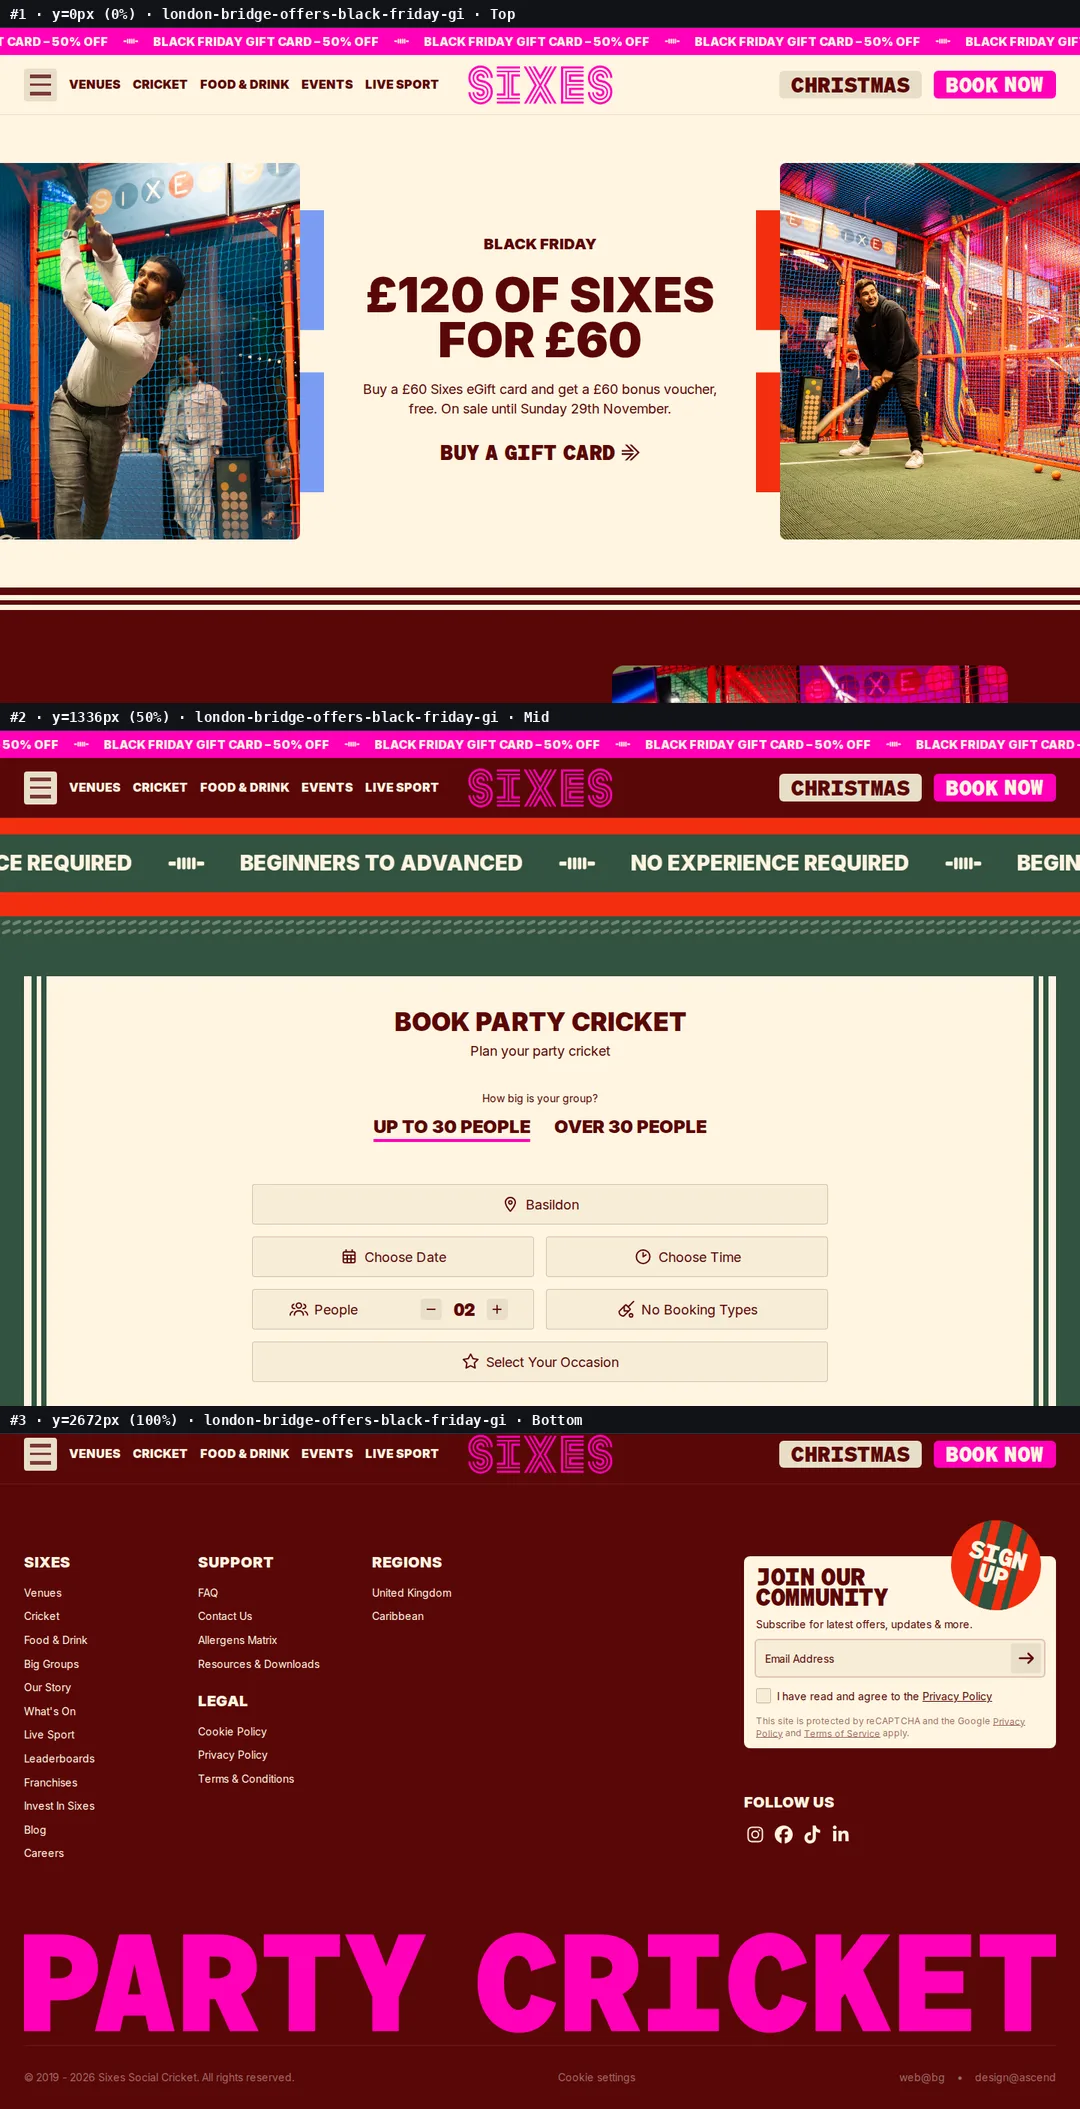 #1 · y=0px (0%) · london-bridge-offers-black-friday-gi · Top
T CARD – 50% OFF BLACK FRIDAY GIFT CARD – 50% OFF BLACK FRIDAY GIFT CARD – 50% OFF BLACK FRIDAY GIFT CARD – 50% OFF BLACK FRIDAY GIF
VENUES CRICKET FOOD & DRINK EVENTS LIVE SPORT SIXES CHRISTMAS BOOK NOW
SIXES
SIXES
BLACK FRIDAY
£120 OF SIXES
FOR £60
Buy a £60 Sixes eGift card and get a £60 bonus voucher,
free. On sale until Sunday 29th November.
BUY A GIFT CARD
SIXES
#2 · y=1336px (50%) · london-bridge-offers-black-friday-gi · Mid
50% OFF BLACK FRIDAY GIFT CARD – 50% OFF BLACK FRIDAY GIFT CARD – 50% OFF BLACK FRIDAY GIFT CARD – 50% OFF BLACK FRIDAY GIFT CARD –
VENUES CRICKET FOOD & DRINK EVENTS LIVE SPORT SIXES CHRISTMAS BOOK NOW
CE REQUIRED BEGINNERS TO ADVANCED NO EXPERIENCE REQUIRED BEGIN
BOOK PARTY CRICKET
Plan your party cricket
How big is your group?
UP TO 30 PEOPLE OVER 30 PEOPLE
Basildon
Choose Date Choose Time
People − 02 + No Booking Types
Select Your Occasion
#3 · y=2672px (100%) · london-bridge-offers-black-friday-gi · Bottom
VENUES CRICKET FOOD & DRINK EVENTS LIVE SPORT SIXES CHRISTMAS BOOK NOW
SIXES
Venues
Cricket
Food & Drink
Big Groups
Our Story
What's On
Live Sport
Leaderboards
Franchises
Invest In Sixes
Blog
Careers
SUPPORT
FAQ
Contact Us
Allergens Matrix
Resources & Downloads
LEGAL
Cookie Policy
Privacy Policy
Terms & Conditions
REGIONS
United Kingdom
Caribbean
SIGN
UP
JOIN OUR
COMMUNITY
Subscribe for latest offers, updates & more.
Email Address
I have read and agree to the Privacy Policy
This site is protected by reCAPTCHA and the Google Privacy
Policy and Terms of Service apply.
FOLLOW US
PARTY CRICKET
© 2019 - 2026 Sixes Social Cricket. All rights reserved. Cookie settings web@bg • design@ascend